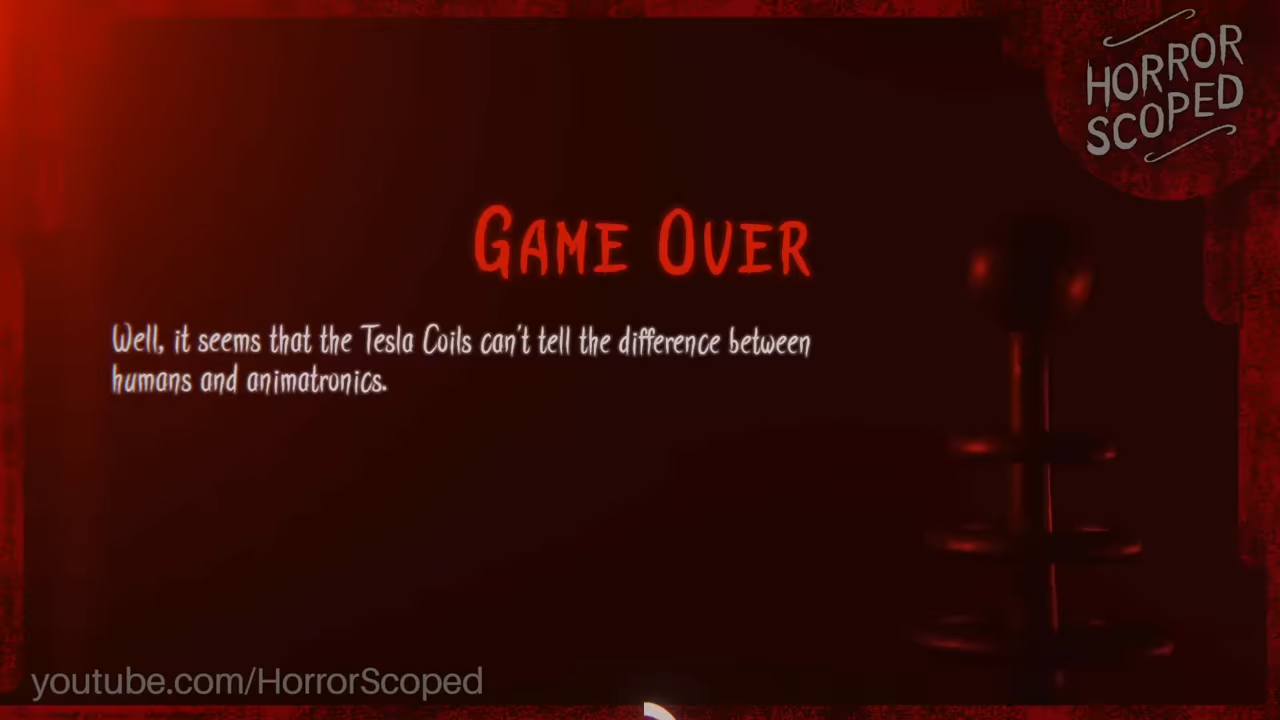 HORROR
SCOPED
GAME OVER
Well, it seems that the Tesla Coils can't tell the difference between
humans and animatronics.
youtube.com/HorrorScoped